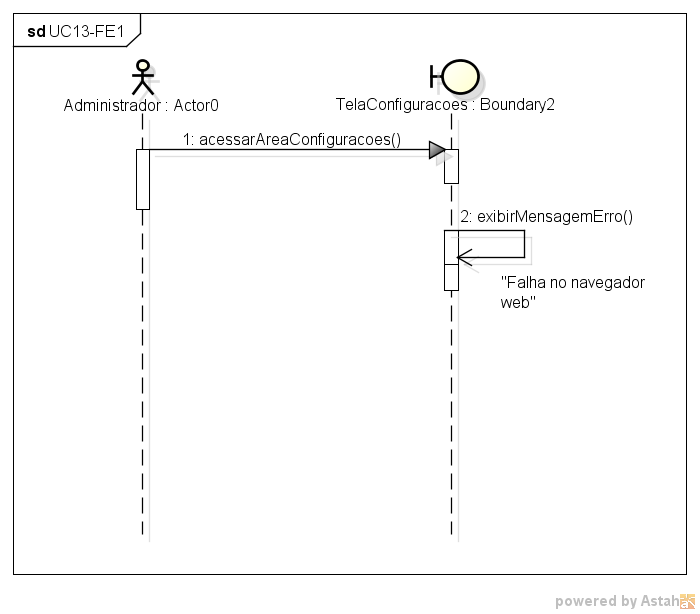 sd UC13-FE1
Administrador : Actor0
TelaConfiguracoes : Boundary2
1: acessarAreaConfiguracoes()
2: exibirMensagemErro()
"Falha no navegador
web"
powered by Astah